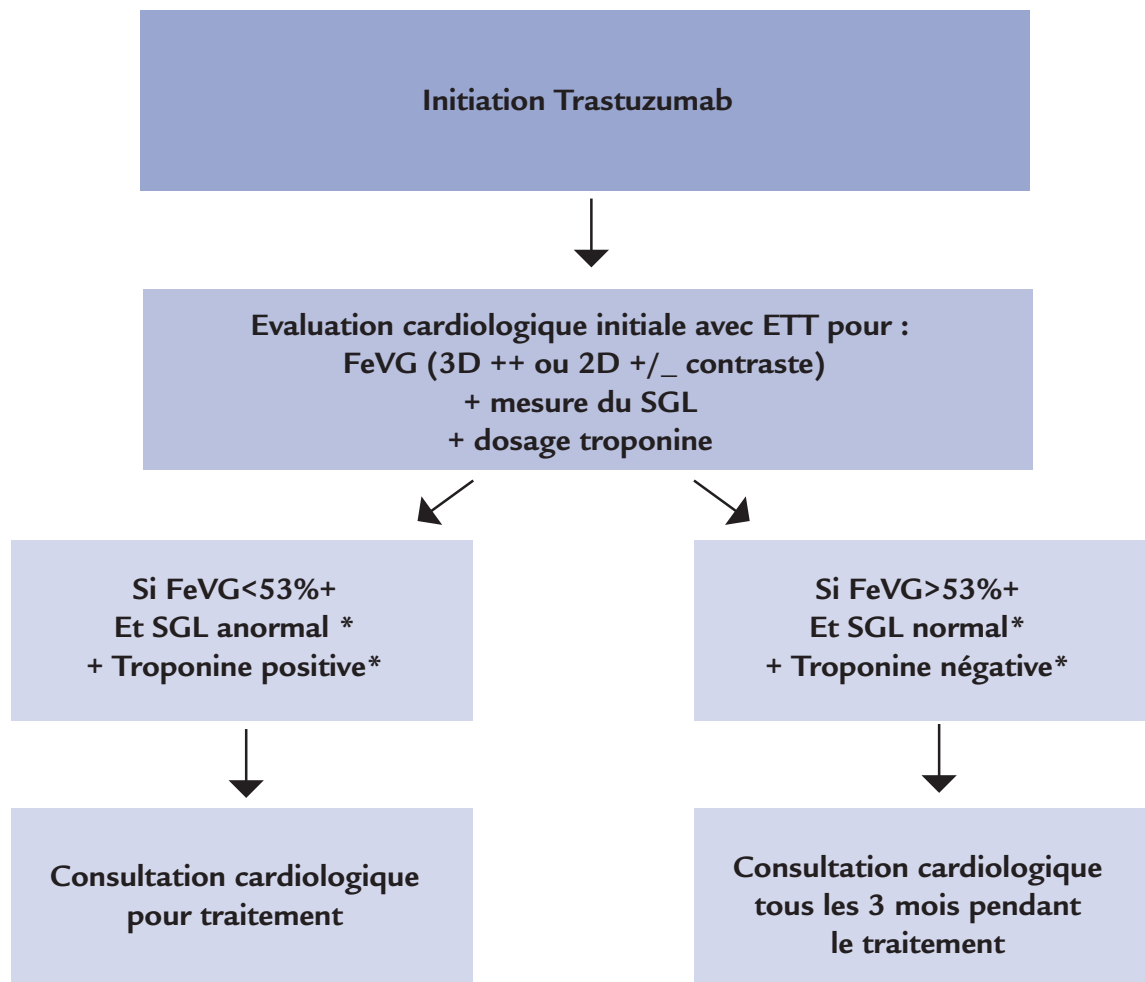 Initiation Trastuzumab
Evaluation cardiologique initiale avec ETT pour :
FeVG (3D ++ ou 2D +/_ contraste)
+ mesure du SGL
+ dosage troponine
Si FeVG<53%+
Et SGL anormal *
+ Troponine positive*
Si FeVG>53%+
Et SGL normal*
+ Troponine négative*
Consultation cardiologique
pour traitement
Consultation cardiologique
tous les 3 mois pendant
le traitement